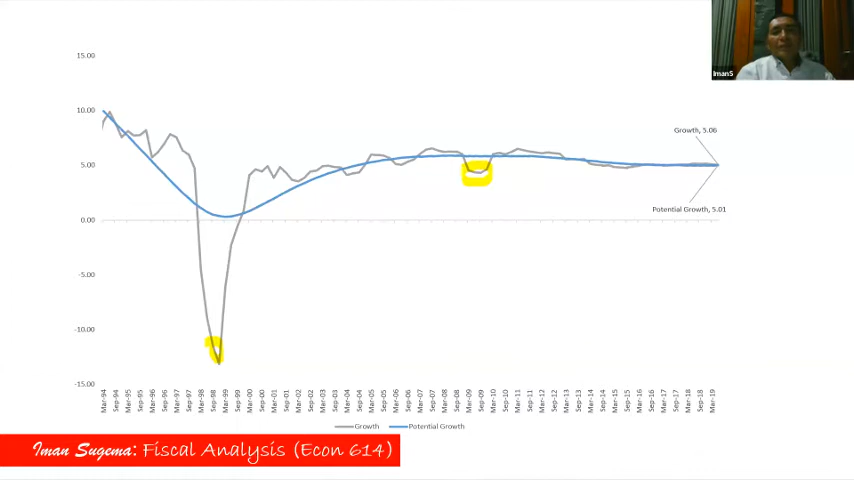 ImanS
15.00
10.00
5.00
0.00
-5.00
-10.00
-15.00
Growth, 5.06
Potential Growth, 5.01
Mar-94
Sep-94
Mar-95
Sep-95
Mar-96
Sep-96
Mar-97
Sep-97
Mar-98
Sep-98
Mar-99
Sep-99
Mar-00
Sep-00
Mar-01
Sep-01
Mar-02
Sep-02
Mar-03
Sep-03
Mar-04
Sep-04
Mar-05
Sep-05
Mar-06
Sep-06
Mar-07
Sep-07
Mar-08
Sep-08
Mar-09
Sep-09
Mar-10
Sep-10
Mar-11
Sep-11
Mar-12
Sep-12
Mar-13
Sep-13
Mar-14
Sep-14
Mar-15
Sep-15
Mar-16
Sep-16
Mar-17
Sep-17
Mar-18
Sep-18
Mar-19
Growth
Potential Growth
Iman Sugema: Fiscal Analysis (Econ 614)